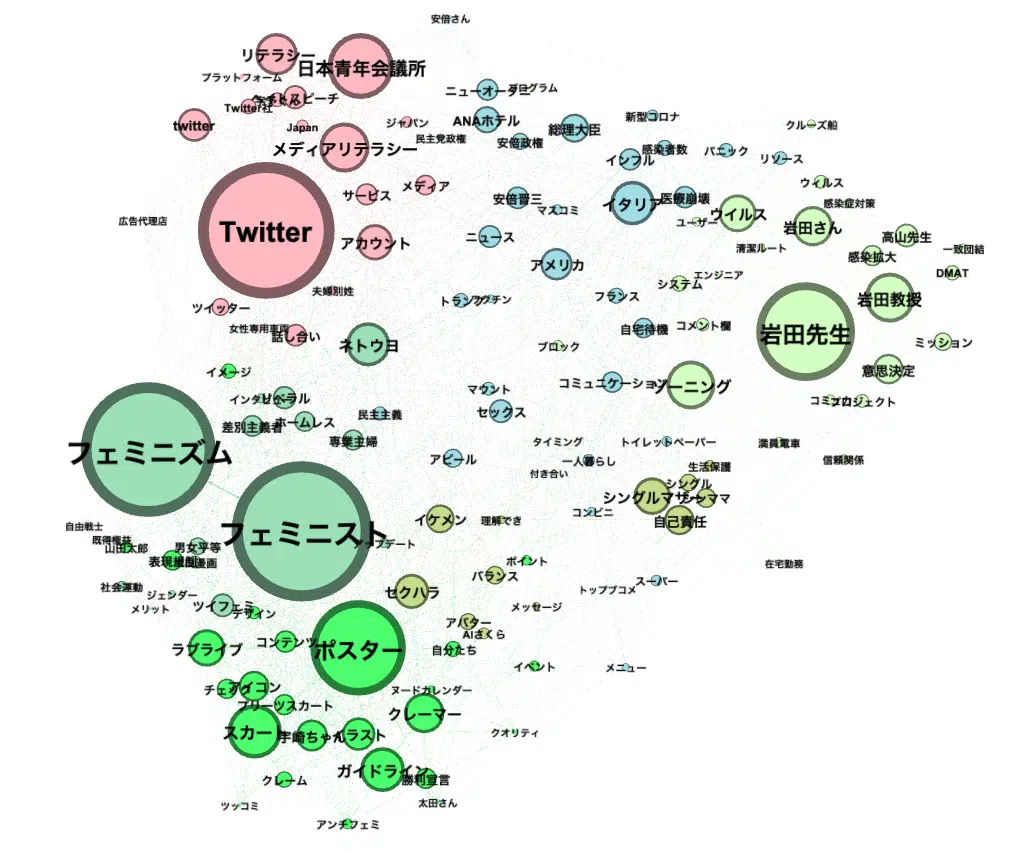 安倍さん
リテラシー
日本青年会議所
プラットフォーム
ニューオータニ
プログラム
ヘイトスピーチ
Twitter社
twitter
Japan
ジャパン
ANAホテル
総理大臣
新型コロナ
クルーズ船
民主党政権
安倍政権
メディアリテラシー
インフル
感染者数
パニック
リソース
サービス
メディア
安倍晋三
マスコミ
イタリア
医療崩壊
ウィルス
感染症対策
広告代理店
Twitter
アカウント
ニュース
ユーザー
ウイルス
岩田さん
高山先生
清潔ルート
感染拡大
一致団結
アメリカ
システム
エンジニア
DMAT
夫婦別姓
ツイッター
トランプ
ワクチン
フランス
岩田教授
女性専用車両
話し合い
ネトウヨ
自宅待機
コメント欄
岩田先生
ミッション
ブロック
イメージ
意思決定
マウント
コミュニケーション
ゾーニング
インタビュー
リベラル
プロジェクト
差別主義者
ホームレス
民主主義
セックス
専業主婦
タイミング
トイレットペーパー
満員電車
フェミニズム
アピール
一人暮らし
付き合い
生活保護
信頼関係
シングル
シングルマザー
シンママ
コンビニ
自己責任
自由戦士
フェミニスト
イケメン
理解でき
既得権益
山田太郎
男女平等
アップデート
表現規制
ポイント
在宅勤務
バランス
社会運動
ジェンダー
メリット
セクハラ
スーパー
トップブコメ
ツイフェミ
デザイン
メッセージ
アバター
AIさくら
ラブライブ
コンテンツ
ポスター
自分たち
イベント
メニュー
チェック
アイコン
ヌードカレンダー
プリーツスカート
クレーマー
スカート
宇崎ちゃん
イラスト
クオリティ
ガイドライン
勝利宣言
クレーム
ツッコミ
太田さん
アンチフェミ